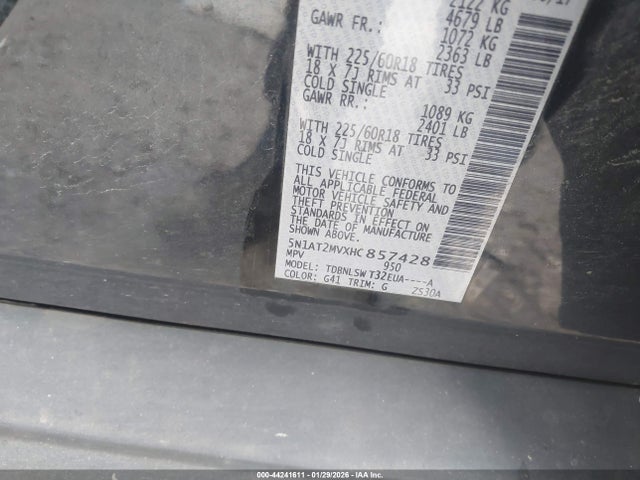 2122 KG
4679 LB
GAWR FR.: 1072 KG
2363 LB
WITH 225/60R18 TIRES
18 X 7J RIMS AT 33 PSI
COLD SINGLE
GAWR RR.: 1089 KG
2401 LB
WITH 225/60R18 TIRES
18 X 7J RIMS AT 33 PSI
COLD SINGLE
THIS VEHICLE CONFORMS TO
ALL APPLICABLE FEDERAL
MOTOR VEHICLE SAFETY AND
THEFT PREVENTION
STANDARDS IN EFFECT ON
THE DATE OF MANUFACTURE
SHOWN ABOVE.
5N1AT2MVXHC857428
MPV 950
MODEL: TDBNLSWT32EUA----A
COLOR: G41 TRIM: G ZS30A
000-44241611 - 01/29/2026 - IAA Inc.